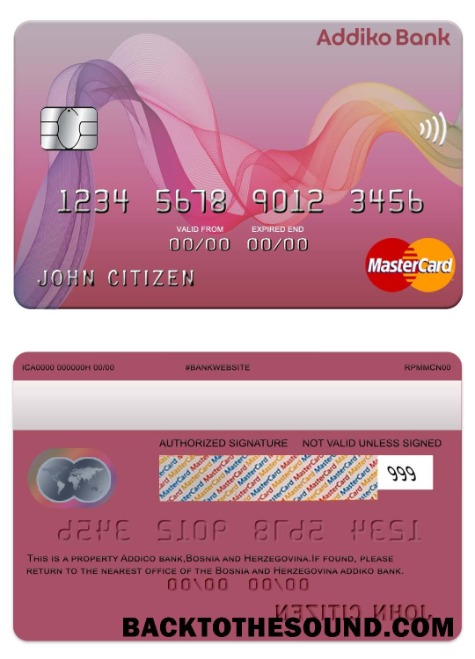 Addiko Bank
1234 5678 9012 3456
VALID FROM EXPIRED END
00/00 00/00
JOHN CITIZEN
MasterCard
ICA0000 000000H 00/00 #BANKWEBSITE RPMMCN00
AUTHORIZED SIGNATURE NOT VALID UNLESS SIGNED
999
THIS IS A PROPERTY ADDICO BANK,BOSNIA AND HERZEGOVINA.IF FOUND, PLEASE
RETURN TO THE NEAREST OFFICE OF THE BOSNIA AND HERZEGOVINA ADDIKO BANK.
00/00 00/00
JOHN CITIZEN
BACKTOTHESOUND.COM